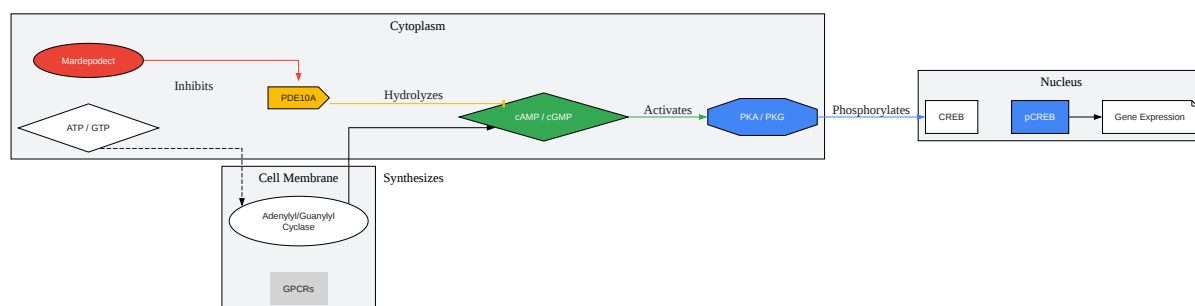 Cytoplasm
Mardepodect
Inhibits
PDE10A
Hydrolyzes
ATP / GTP
cAMP / cGMP
Activates
PKA / PKG
Phosphorylates
Nucleus
CREB
pCREB
Gene Expression
Cell Membrane
Synthesizes
Adenylyl/Guanylyl
Cyclase
GPCRs